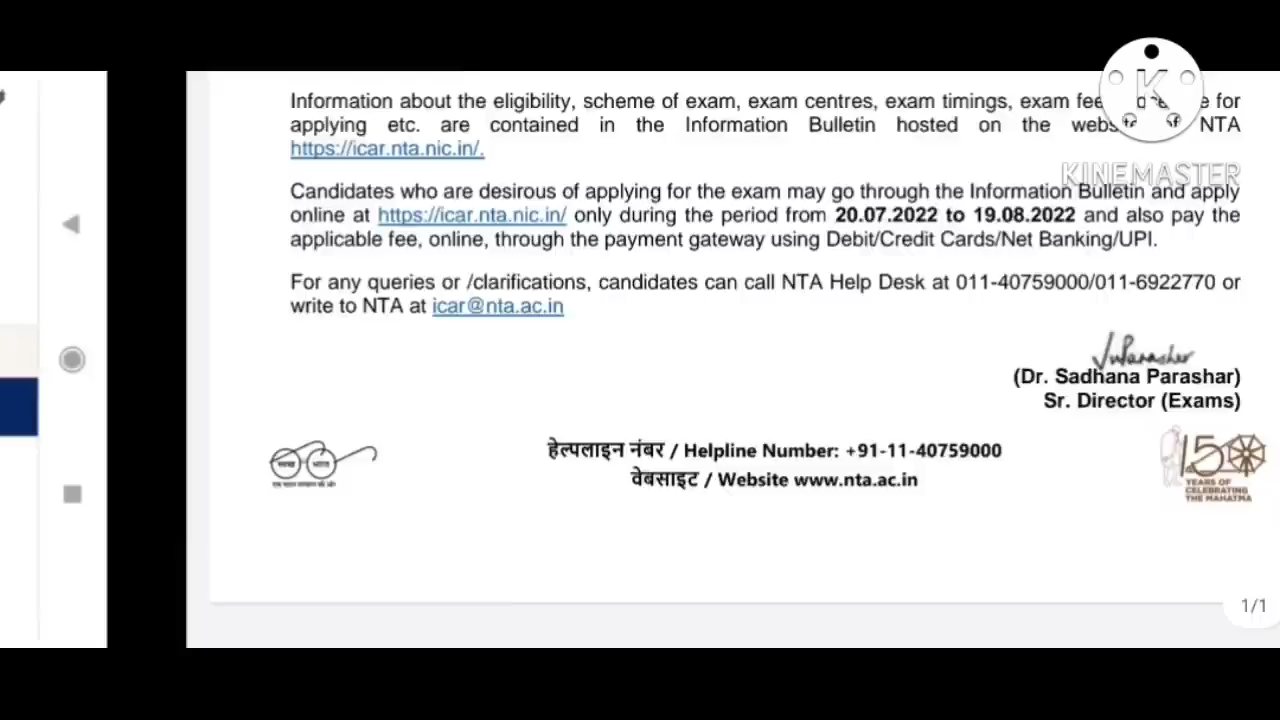 Information about the eligibility, scheme of exam, exam centres, exam timings, exam fee for
applying etc. are contained in the Information Bulletin hosted on the website of NTA
https://icar.nta.nic.in/.
Candidates who are desirous of applying for the exam may go through the Information Bulletin and apply
online at https://icar.nta.nic.in/ only during the period from 20.07.2022 to 19.08.2022 and also pay the
applicable fee, online, through the payment gateway using Debit/Credit Cards/Net Banking/UPI.
For any queries or /clarifications, candidates can call NTA Help Desk at 011-40759000/011-6922770 or
write to NTA at icar@nta.ac.in
(Dr. Sadhana Parashar)
Sr. Director (Exams)
हेल्पलाइन नंबर / Helpline Number: +91-11-40759000
वेबसाइट / Website www.nta.ac.in
स्वच्छ भारत
150
YEARS OF
CELEBRATING
THE MAHATMA
1/1
K
KINEMASTER